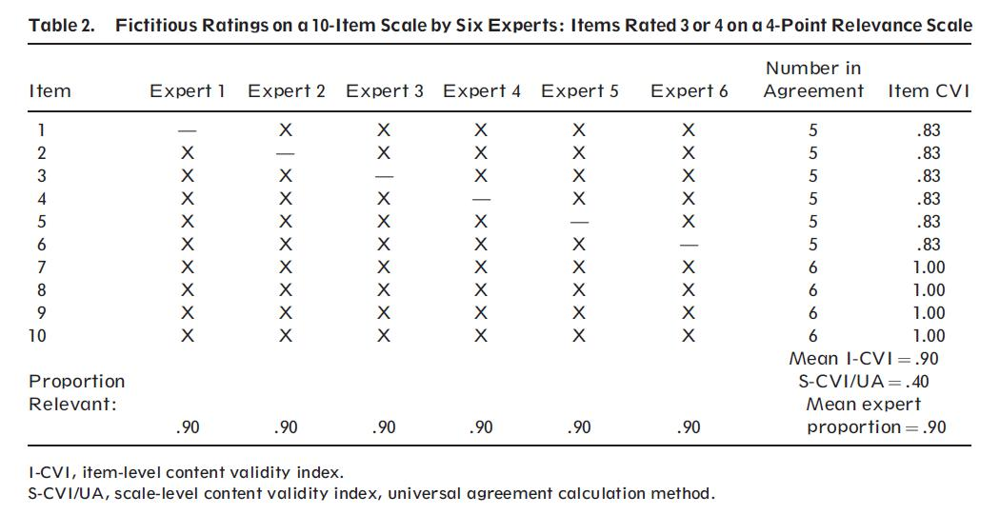 Table 2. Fictitious Ratings on a 10-Item Scale by Six Experts: Items Rated 3 or 4 on a 4-Point Relevance Scale
Number in
Item Expert 1 Expert 2 Expert 3 Expert 4 Expert 5 Expert 6 Agreement Item CVI
1 — X X X X X 5 .83
2 X — X X X X 5 .83
3 X X — X X X 5 .83
4 X X X — X X 5 .83
5 X X X X — X 5 .83
6 X X X X X — 5 .83
7 X X X X X X 6 1.00
8 X X X X X X 6 1.00
9 X X X X X X 6 1.00
10 X X X X X X 6 1.00
Mean I-CVI = .90
Proportion S-CVI/UA = .40
Relevant: Mean expert
.90 .90 .90 .90 .90 .90 proportion = .90
I-CVI, item-level content validity index.
S-CVI/UA, scale-level content validity index, universal agreement calculation method.